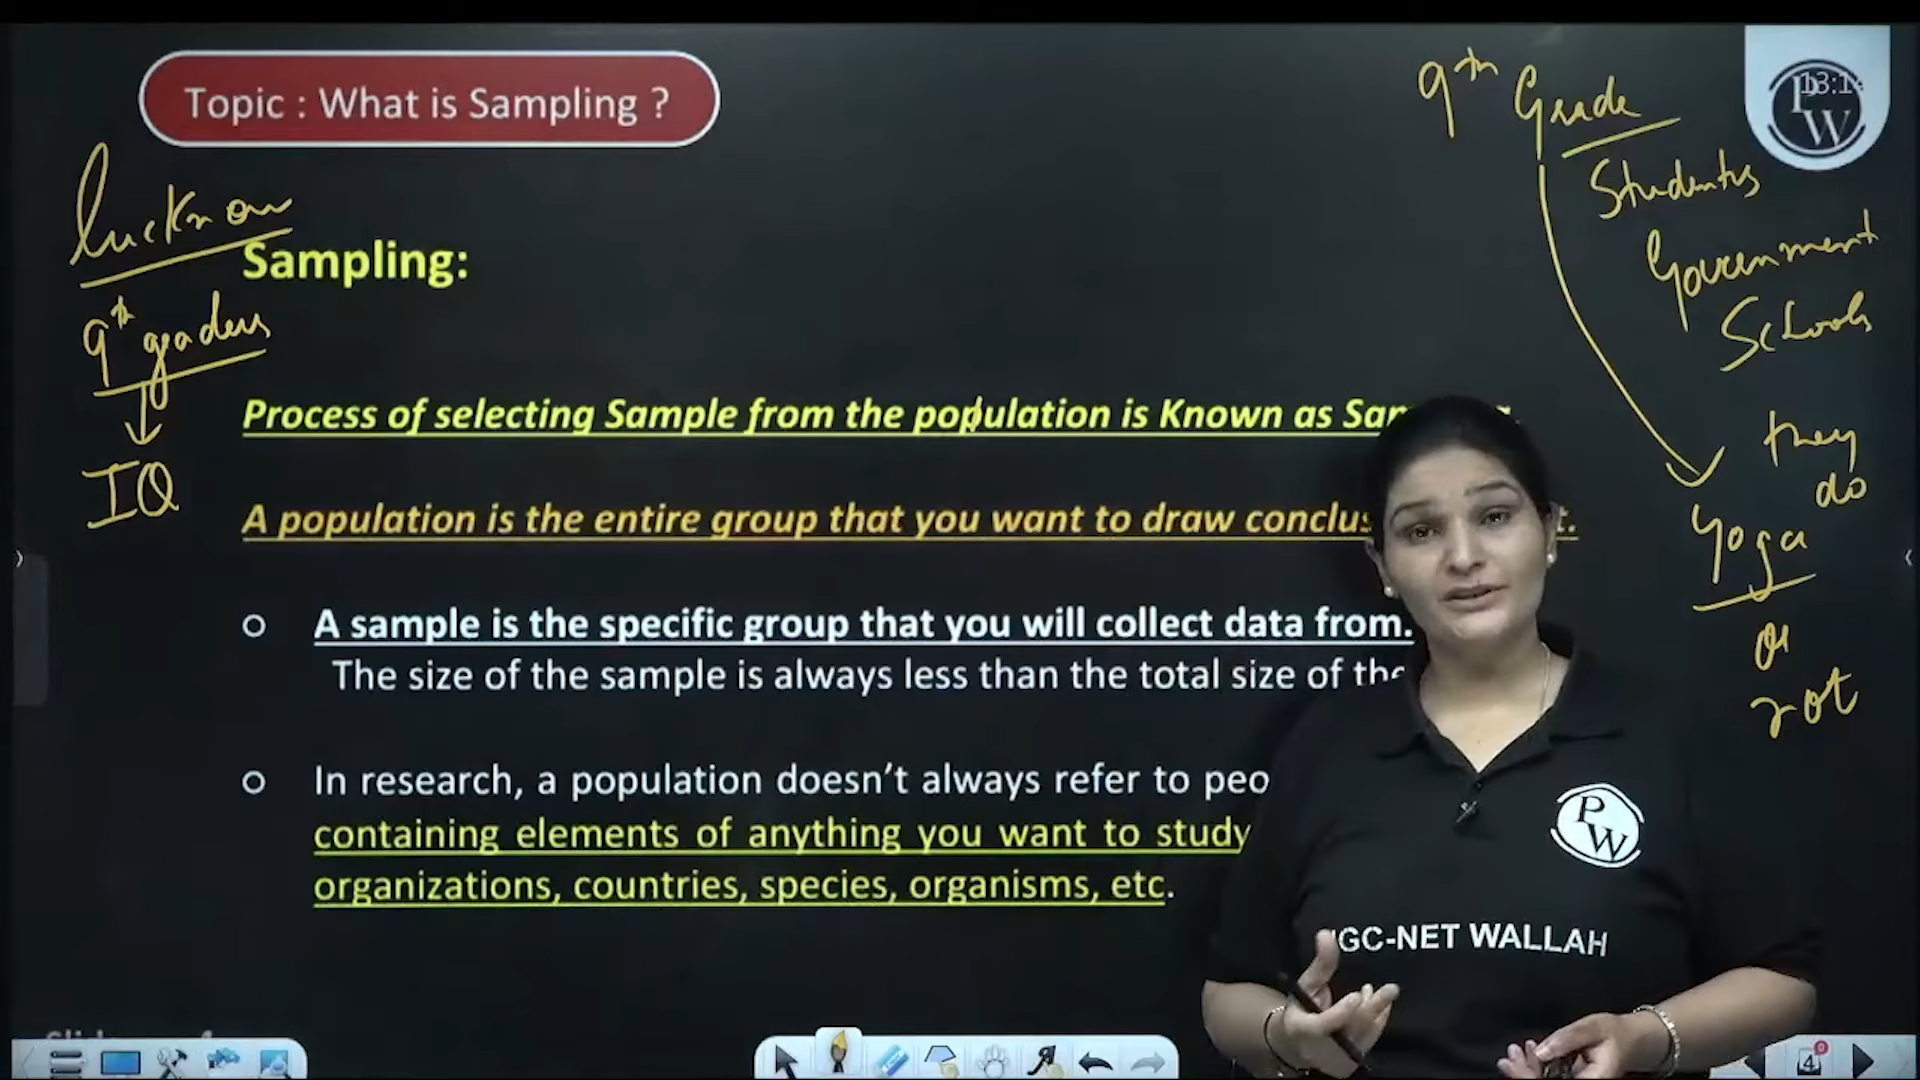 Topic : What is Sampling ?
9th Grade
Students
Government
Schools
they
do
Yoga
or
not
Lucknow
9th graders
IQ
Sampling:
Process of selecting Sample from the population is Known as
A population is the entire group that you want to draw
A sample is the specific group that you will collect data from.
The size of the sample is always less than the total size of the
In research, a population doesn't always refer to
containing elements of anything you want to study
organizations, countries, species, organisms, etc.
PW
PW
GC-NET WALLAH
4